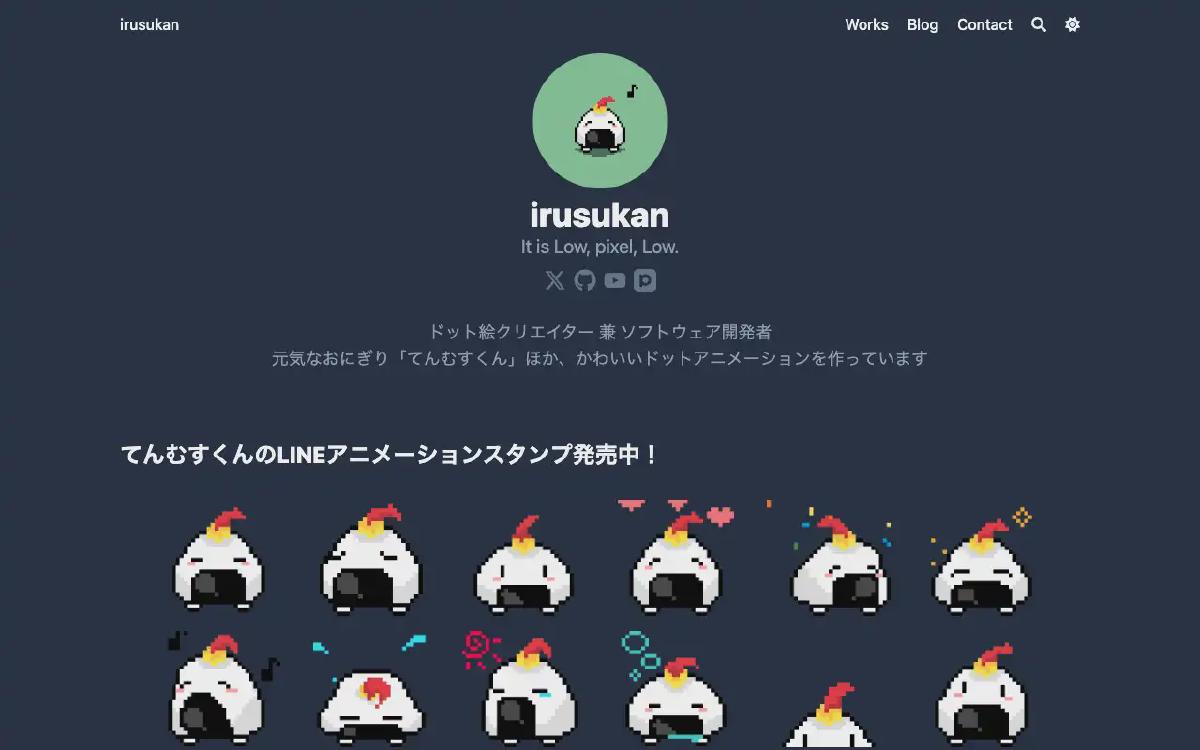 irusukan
Works Blog Contact
irusukan
It is Low, pixel, Low.
ドット絵クリエイター 兼 ソフトウェア開発者
元気なおにぎり「てんむすくん」ほか、かわいいドットアニメーションを作っています
てんむすくんのLINEアニメーションスタンプ発売中！